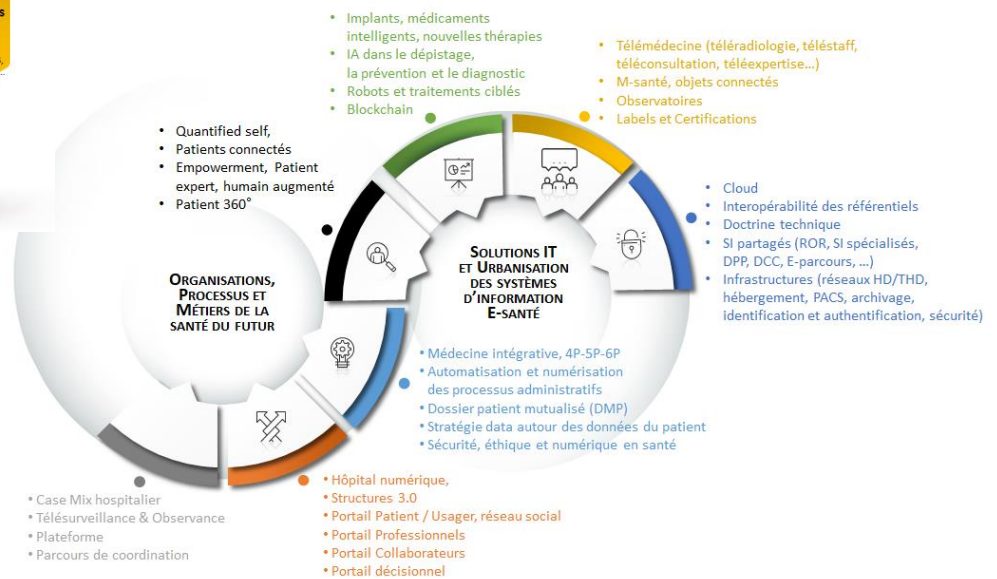 s
• Implants, médicaments
intelligents, nouvelles thérapies
• IA dans le dépistage,
la prévention et le diagnostic
• Robots et traitements ciblés
• Blockchain
• Télémédecine (téléradiologie, téléstaff,
téléconsultation, téléexpertise...)
• M-santé, objets connectés
• Observatoires
• Labels et Certifications
• Quantified self,
• Patients connectés
• Empowerment, Patient
expert, humain augmenté
• Patient 360°
• Cloud
• Interopérabilité des référentiels
• Doctrine technique
• SI partagés (ROR, SI spécialisés,
DPP, DCC, E-parcours, ...)
• Infrastructures (réseaux HD/THD,
hébergement, PACS, archivage,
identification et authentification, sécurité)
ORGANISATIONS,
PROCESSUS ET
MÉTIERS DE LA
SANTÉ DU FUTUR
SOLUTIONS IT
ET URBANISATION
DES SYSTÈMES
D'INFORMATION
E-SANTÉ
• Médecine intégrative, 4P-5P-6P
• Automatisation et numérisation
des processus administratifs
• Dossier patient mutualisé (DMP)
• Stratégie data autour des données du patient
• Sécurité, éthique et numérique en santé
• Case Mix hospitalier
• Télésurveillance & Observance
• Plateforme
• Parcours de coordination
• Hôpital numérique,
• Structures 3.0
• Portail Patient / Usager, réseau social
• Portail Professionnels
• Portail Collaborateurs
• Portail décisionnel